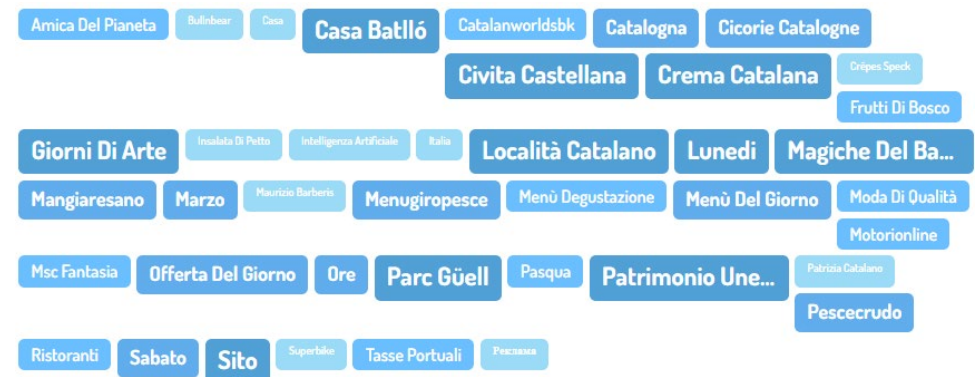 Amica Del Pianeta Bullnbear Casa Casa Batlló Catalanworldsbk Catalogna Cicorie Catalogne
Civita Castellana Crema Catalana Crêpes Speck
Frutti Di Bosco
Giorni Di Arte Insalata Di Petto Intelligenza Artificiale Italia Località Catalano Lunedi Magiche Del Ba...
Mangiaresano Marzo Maurizio Barberis Menugiropesce Menù Degustazione Menù Del Giorno Moda Di Qualità
Motorionline
Msc Fantasia Offerta Del Giorno Ore Parc Güell Pasqua Patrimonio Une... Patrizia Catalano
Pescecrudo
Ristoranti Sabato Sito Superbike Tasse Portuali Реклама